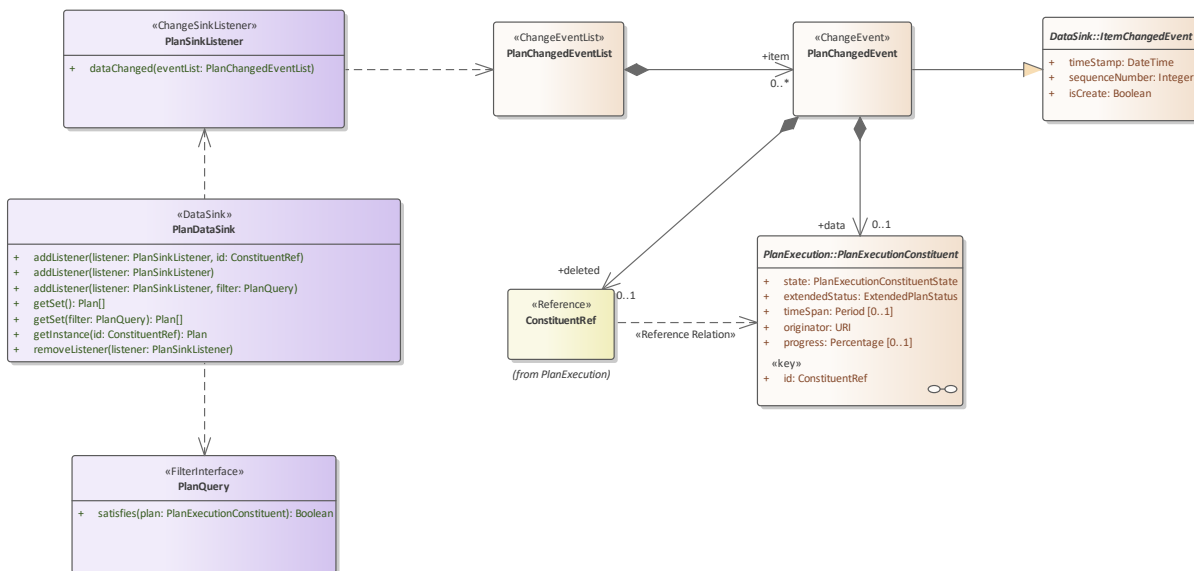 «ChangeSinkListener»
PlanSinkListener
+ dataChanged(eventList: PlanChangedEventList)
«ChangeEventList»
PlanChangedEventList
+item
0..*
«ChangeEvent»
PlanChangedEvent
DataSink::ItemChangedEvent
+ timeStamp: DateTime
+ sequenceNumber: Integer
+ isCreate: Boolean
«DataSink»
PlanDataSink
+ addListener(listener: PlanSinkListener, id: ConstituentRef)
+ addListener(listener: PlanSinkListener)
+ addListener(listener: PlanSinkListener, filter: PlanQuery)
+ getSet(): Plan[]
+ getSet(filter: PlanQuery): Plan[]
+ getInstance(id: ConstituentRef): Plan
+ removeListener(listener: PlanSinkListener)
+deleted
0..1
+data
0..1
«Reference»
ConstituentRef
(from PlanExecution)
«Reference Relation»
PlanExecution::PlanExecutionConstituent
+ state: PlanExecutionConstituentState
+ extendedStatus: ExtendedPlanStatus
+ timeSpan: Period [0..1]
+ originator: URI
+ progress: Percentage [0..1]
«key»
+ id: ConstituentRef
«FilterInterface»
PlanQuery
+ satisfies(plan: PlanExecutionConstituent): Boolean